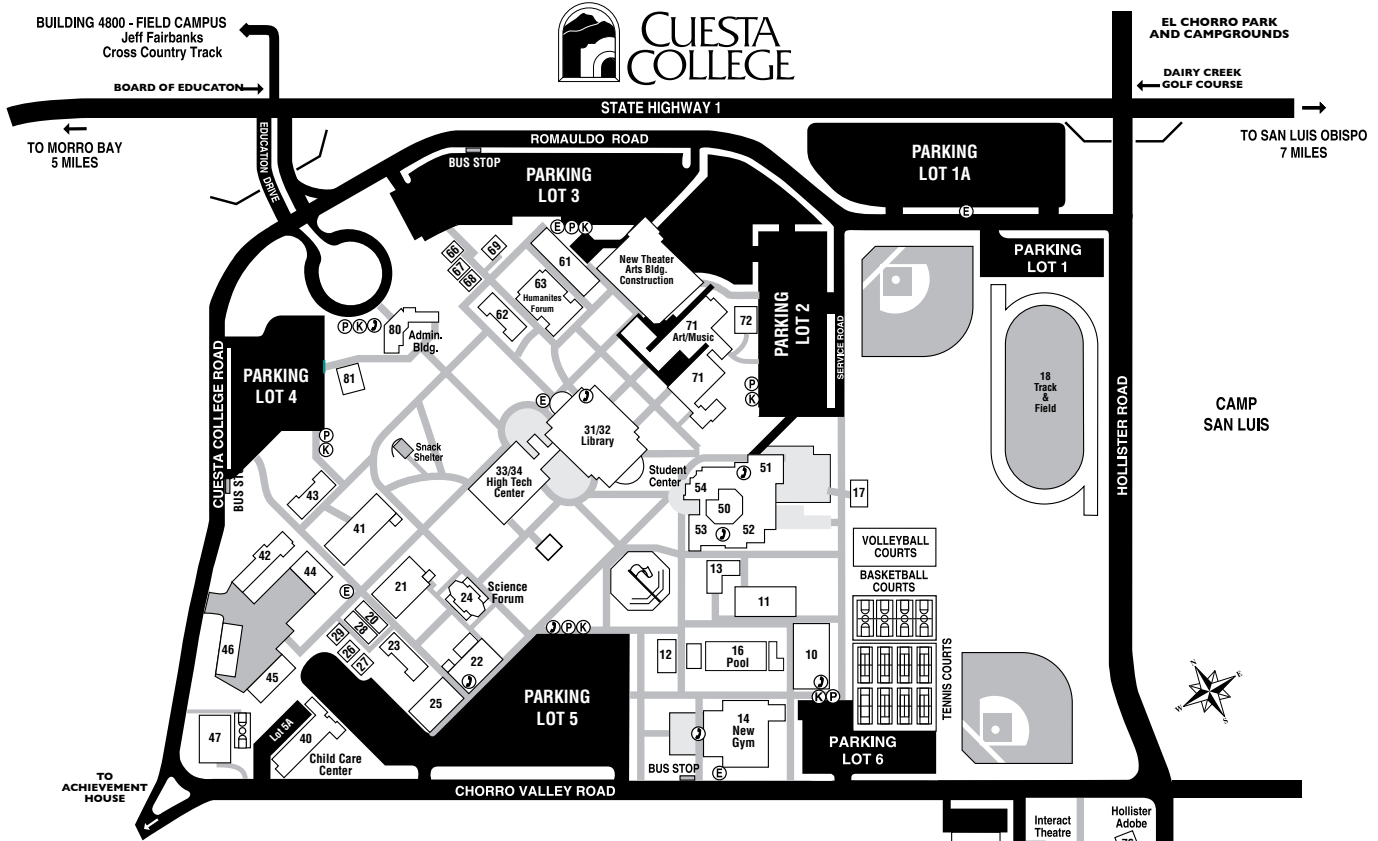 BUILDING 4800 - FIELD CAMPUS
Jeff Fairbanks
Cross Country Track
BOARD OF EDUCATON
CUESTA
COLLEGE
EL CHORRO PARK
AND CAMPGROUNDS
DAIRY CREEK
GOLF COURSE
STATE HIGHWAY 1
TO MORRO BAY
5 MILES
TO SAN LUIS OBISPO
7 MILES
EDUCATION DRIVE
ROMAULDO ROAD
BUS STOP
PARKING
LOT 3
PARKING
LOT 1A
E
PARKING
LOT 1
E P K
66
67
68
69
61
63
Humanites
Forum
62
New Theater
Arts Bldg.
Construction
71
Art/Music
72
71
PARKING
LOT 2
SERVICE ROAD
P
K
P K
80
Admin.
Bldg.
81
CUESTA COLLEGE ROAD
PARKING
LOT 4
P
K
BUS ST
18
Track
&
Field
HOLLISTER ROAD
CAMP
SAN LUIS
E
31/32
Library
Snack
Shelter
33/34
High Tech
Center
Student
Center
51
54
50
53
52
17
43
41
42
44
E
21
24
Science
Forum
13
11
VOLLEYBALL
COURTS
BASKETBALL
COURTS
TENNIS COURTS
20
28
29
26
27
23
22
25
46
45
47
P K
PARKING
LOT 5
12
16
Pool
10
K P
14
New
Gym
E
PARKING
LOT 6
Lot 5A
40
Child Care
Center
BUS STOP
N
E
S
W
TO
ACHIEVEMENT
HOUSE
CHORRO VALLEY ROAD
Interact
Theatre
Hollister
Adobe